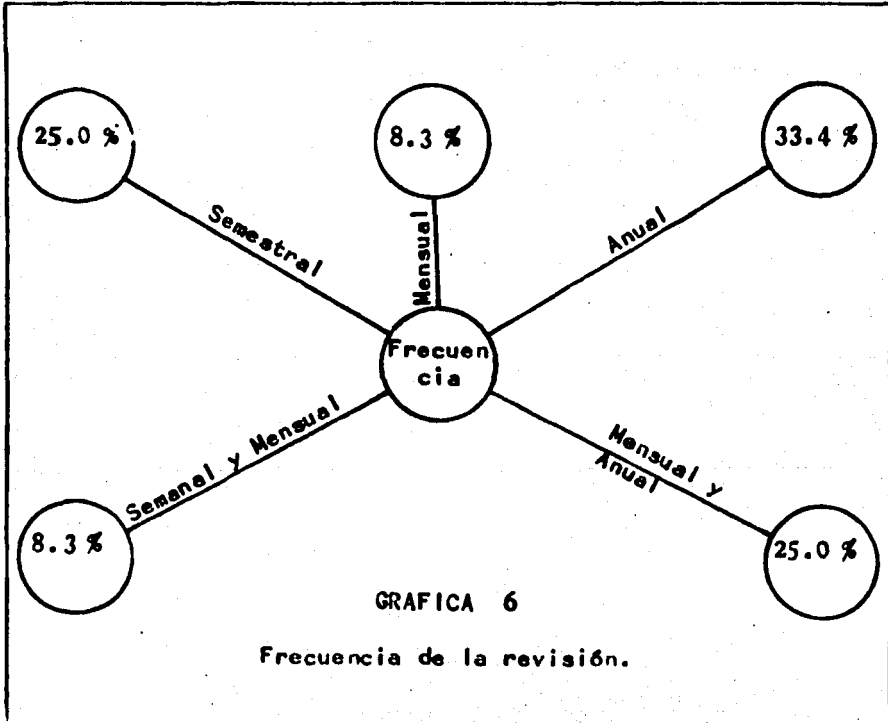 25.0 %
8.3 %
33.4 %
Semestral
Mensual
Anual
Frecuen
cia
Semanal y Mensual
Mensual y
Anual
8.3 %
25.0 %
GRAFICA 6
Frecuencia de la revisión.